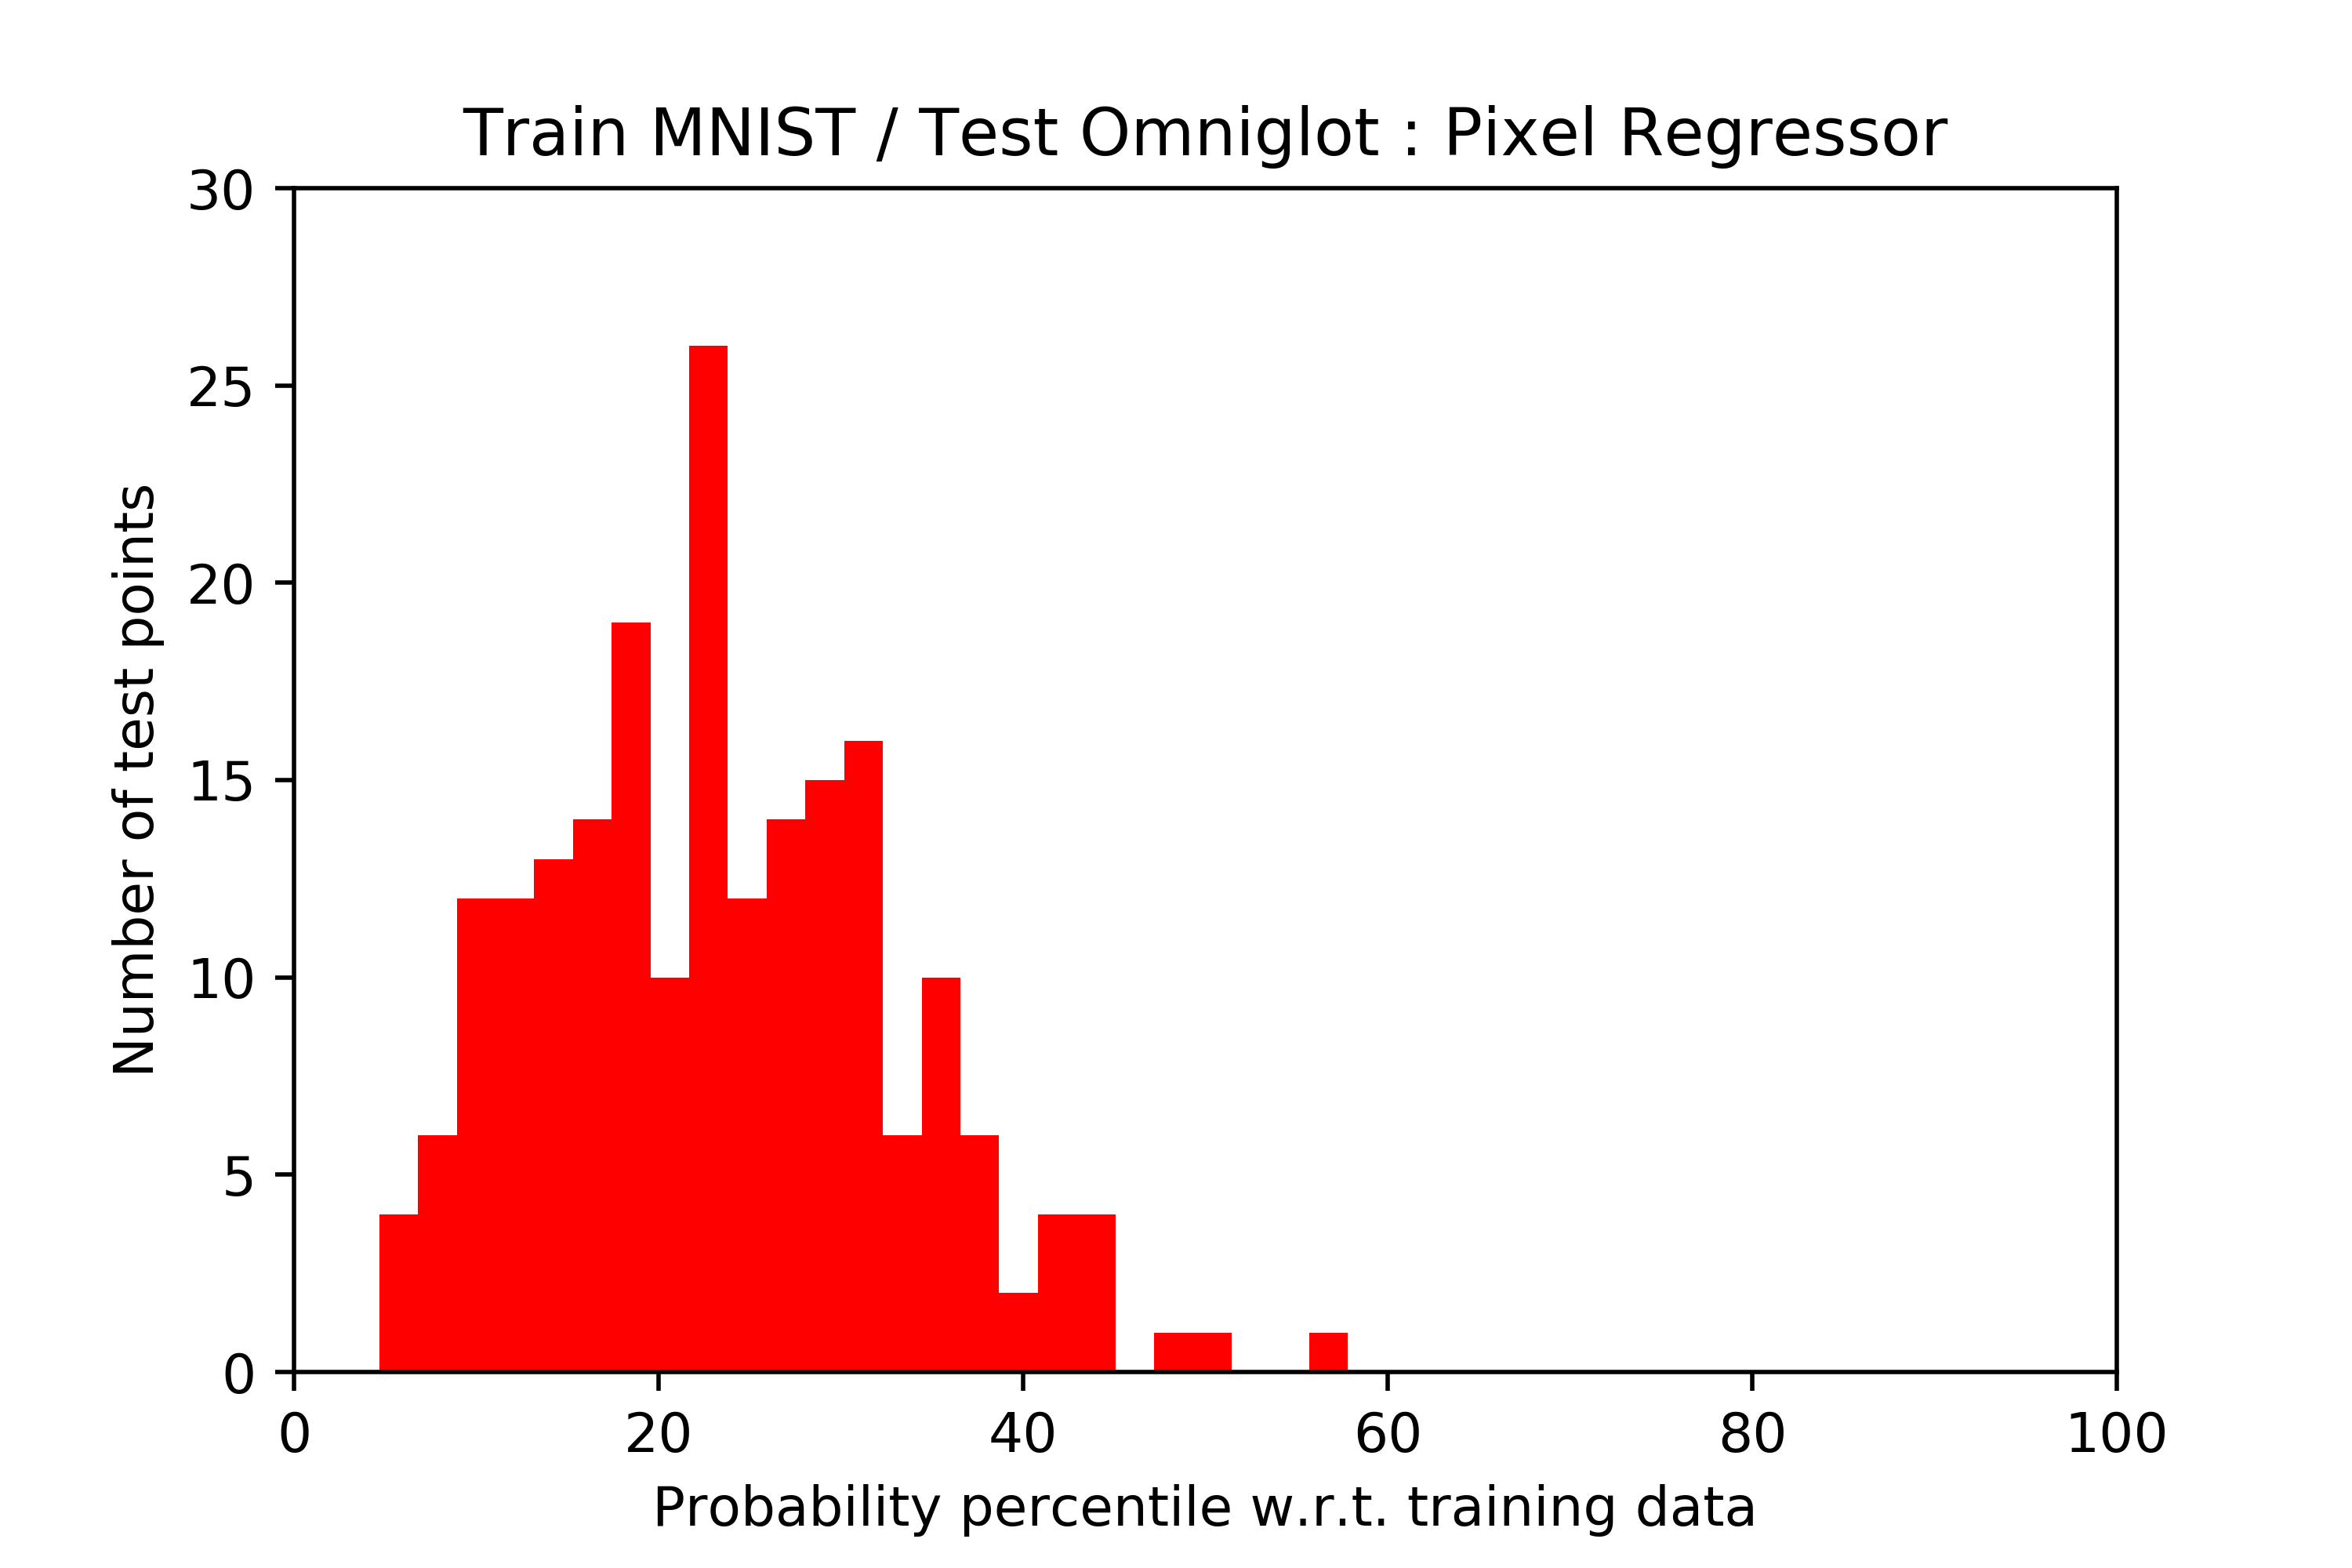 Train MNIST / Test Omniglot : Pixel Regressor
30
25
20
15
10
5
0
Number of test points
0 20 40 60 80 100
Probability percentile w.r.t. training data